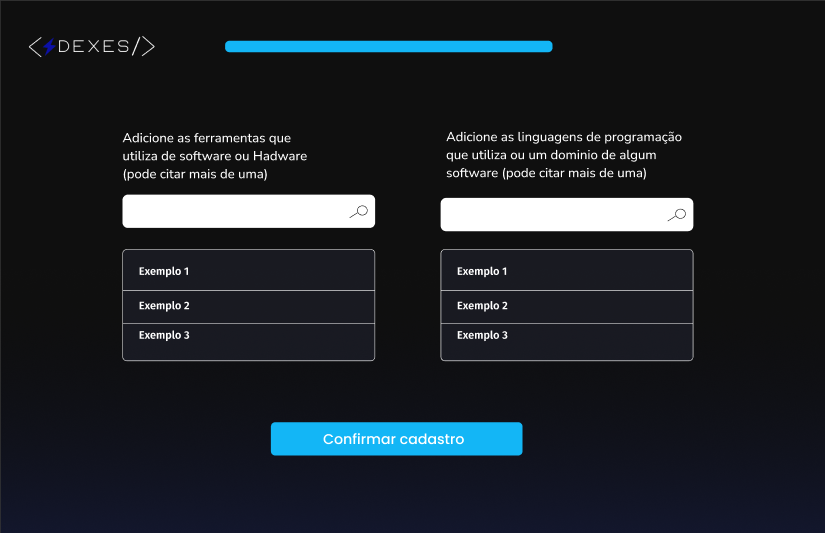 <⚡DEXES/>
Adicione as ferramentas que
utiliza de software ou Hadware
(pode citar mais de uma)
Adicione as linguagens de programação
que utiliza ou um dominio de algum
software (pode citar mais de uma)
Exemplo 1
Exemplo 2
Exemplo 3
Exemplo 1
Exemplo 2
Exemplo 3
Confirmar cadastro